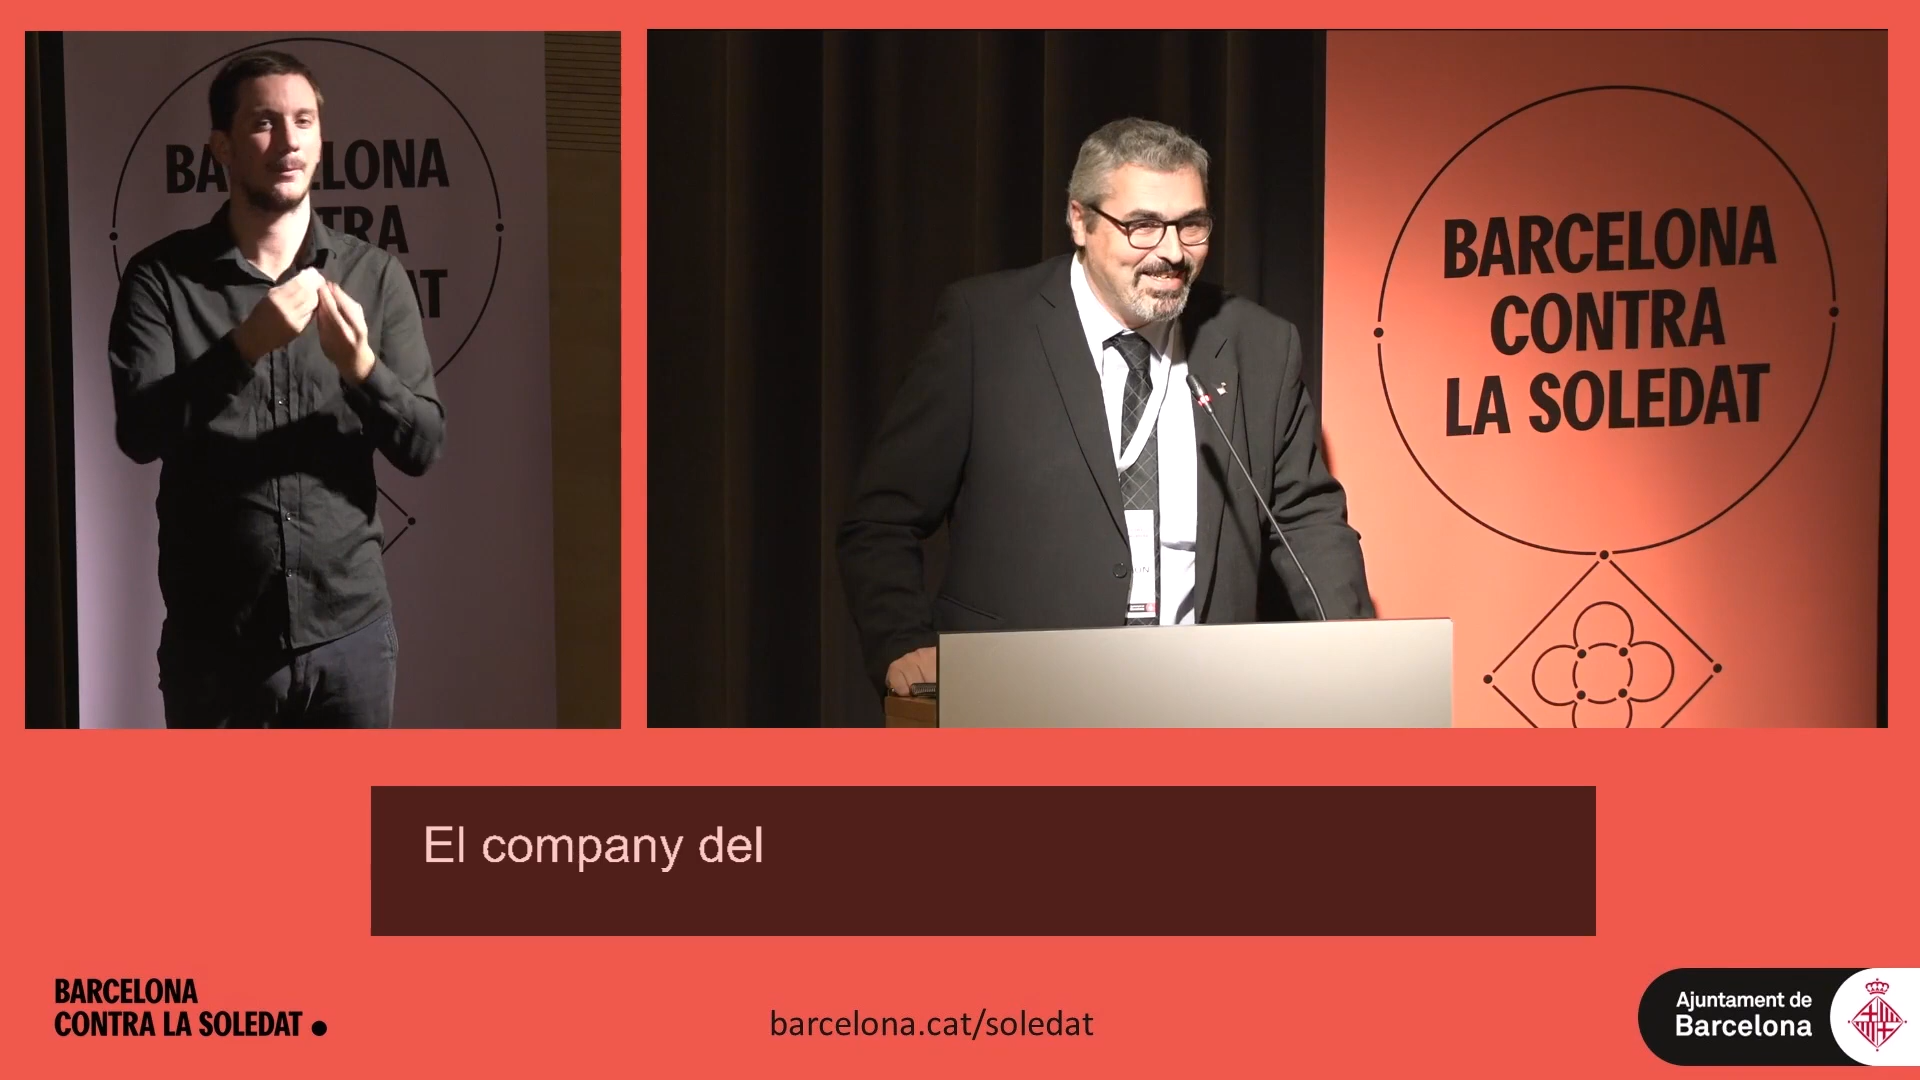 BARCELONA
CONTRA
LA SOLEDAT
El company del
BARCELONA
CONTRA LA SOLEDAT
barcelona.cat/soledat
Ajuntament de
Barcelona